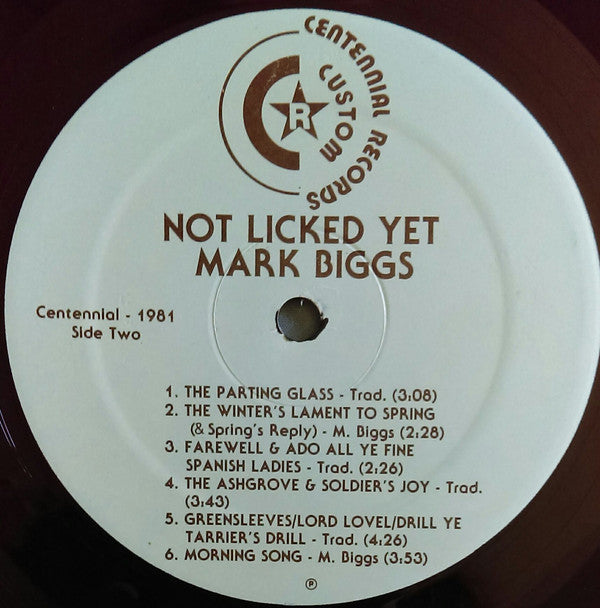 CENTENNIAL RECORDS
CUSTOM
R
NOT LICKED YET
MARK BIGGS
Centennial - 1981
Side Two
1. THE PARTING GLASS - Trad. (3:08)
2. THE WINTER'S LAMENT TO SPRING
(& Spring's Reply) - M. Biggs (2:28)
3. FAREWELL & ADO ALL YE FINE
SPANISH LADIES - Trad. (2:26)
4. THE ASHGROVE & SOLDIER'S JOY - Trad.
(3:43)
5. GREENSLEEVES/LORD LOVEL/DRILL YE
TARRIER'S DRILL - Trad. (4:26)
6. MORNING SONG - M. Biggs (3:53)
℗